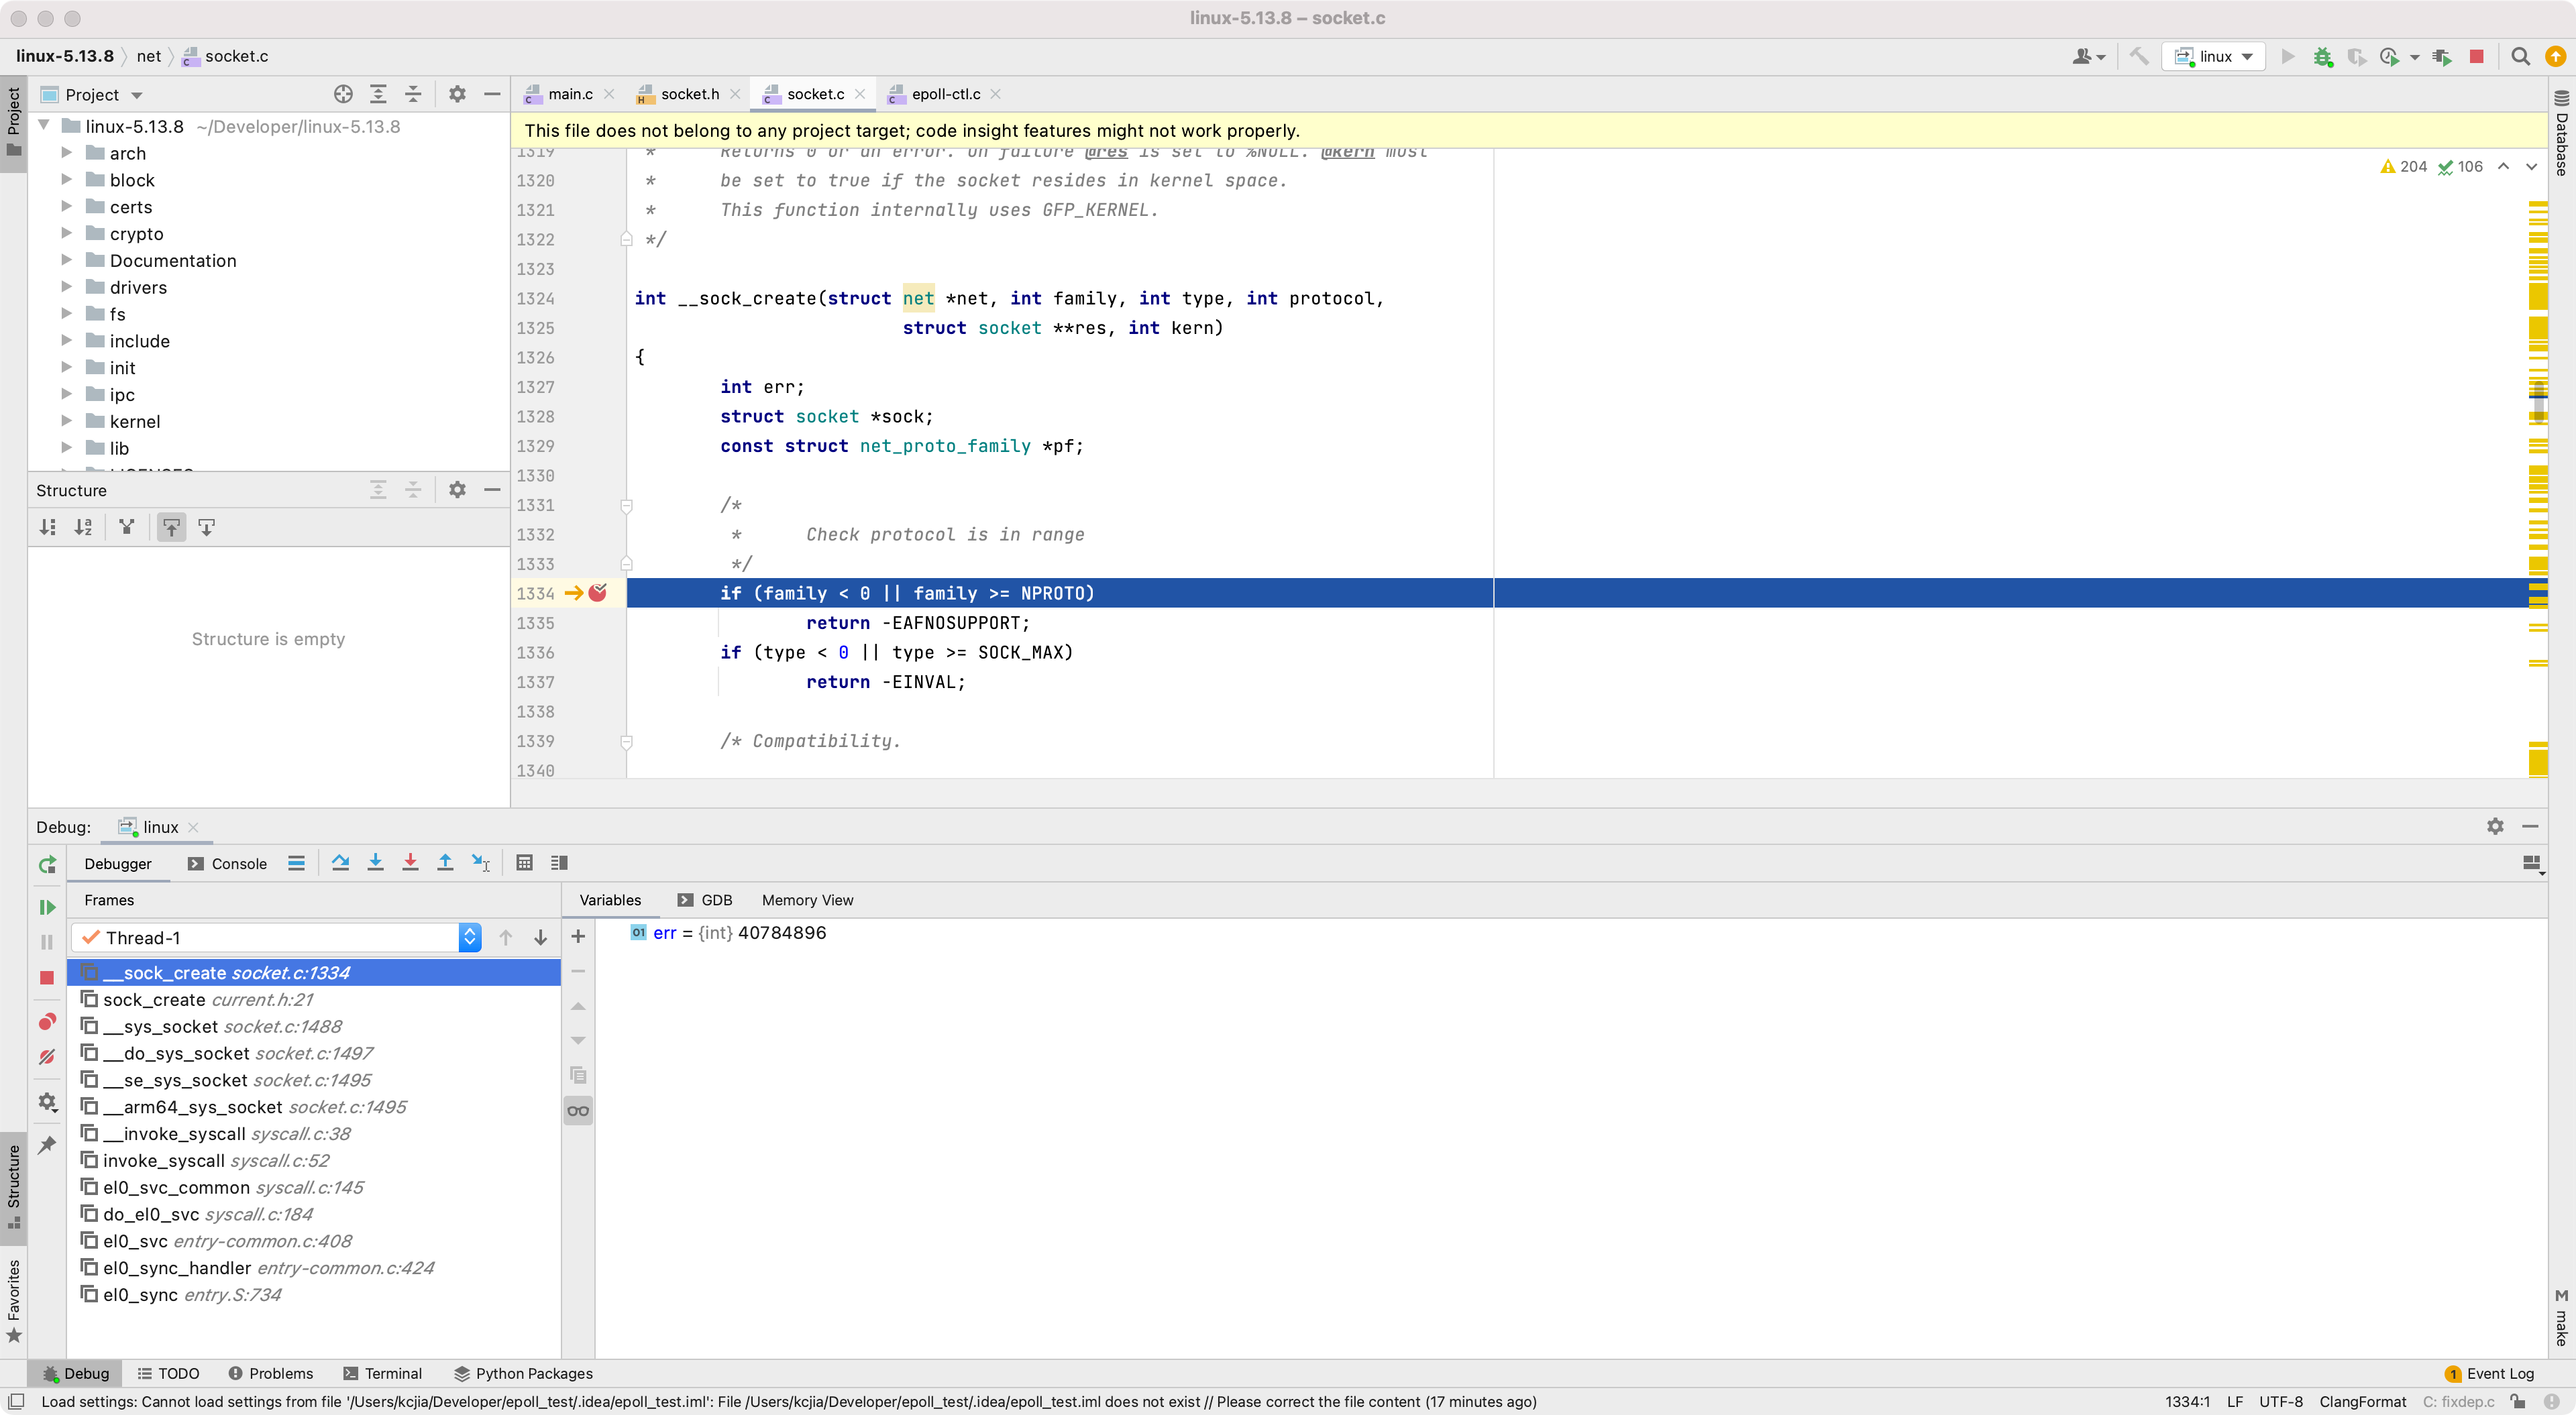 linux-5.13.8 – socket.c
linux-5.13.8 net socket.c
linux
Project
main.c socket.h socket.c epoll-ctl.c
This file does not belong to any project target; code insight features might not work properly.
linux-5.13.8 ~/Developer/linux-5.13.8
arch
block
certs
crypto
Documentation
drivers
fs
include
init
ipc
kernel
lib
Structure
Structure is empty
204 106
1319 * Returns 0 or an error. On failure @res is set to %NULL. @kern must
1320 * be set to true if the socket resides in kernel space.
1321 * This function internally uses GFP_KERNEL.
1322 */
1323
1324 int __sock_create(struct net *net, int family, int type, int protocol,
1325 struct socket **res, int kern)
1326 {
1327 int err;
1328 struct socket *sock;
1329 const struct net_proto_family *pf;
1330
1331 /*
1332 * Check protocol is in range
1333 */
1334 if (family < 0 || family >= NPROTO)
1335 return -EAFNOSUPPORT;
1336 if (type < 0 || type >= SOCK_MAX)
1337 return -EINVAL;
1338
1339 /* Compatibility.
1340
Project
Structure
Favorites
Database
make
Debug: linux
Debugger Console
Frames
Thread-1
__sock_create socket.c:1334
sock_create current.h:21
__sys_socket socket.c:1488
__do_sys_socket socket.c:1497
__se_sys_socket socket.c:1495
__arm64_sys_socket socket.c:1495
__invoke_syscall syscall.c:38
invoke_syscall syscall.c:52
el0_svc_common syscall.c:145
do_el0_svc syscall.c:184
el0_svc entry-common.c:408
el0_sync_handler entry-common.c:424
el0_sync entry.S:734
Variables GDB Memory View
err = {int} 40784896
Debug TODO Problems Terminal Python Packages
1 Event Log
Load settings: Cannot load settings from file '/Users/kcjia/Developer/epoll_test/.idea/epoll_test.iml': File /Users/kcjia/Developer/epoll_test/.idea/epoll_test.iml does not exist // Please correct the file content (17 minutes ago)
1334:1 LF UTF-8 ClangFormat C: fixdep.c